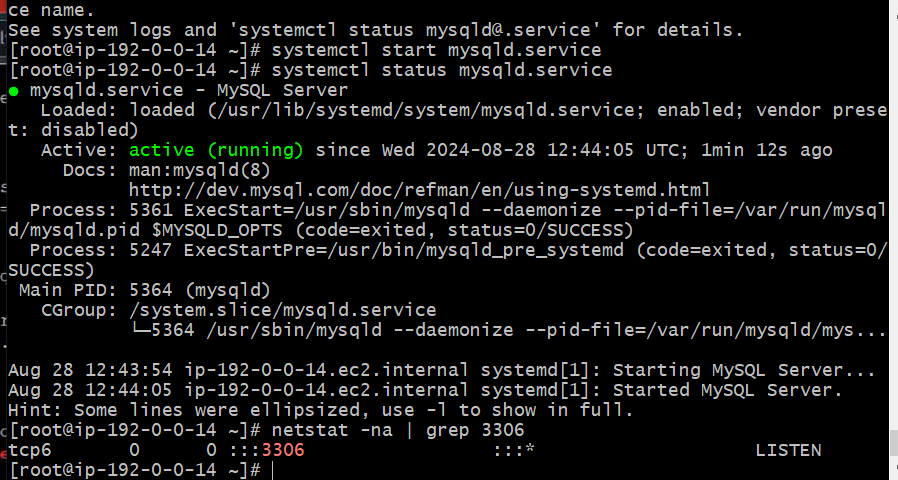 ce name.
See system logs and 'systemctl status mysqld@.service' for details.
[root@ip-192-0-0-14 ~]# systemctl start mysqld.service
[root@ip-192-0-0-14 ~]# systemctl status mysqld.service
● mysqld.service - MySQL Server
   Loaded: loaded (/usr/lib/systemd/system/mysqld.service; enabled; vendor prese
t: disabled)
   Active: active (running) since Wed 2024-08-28 12:44:05 UTC; 1min 12s ago
     Docs: man:mysqld(8)
           http://dev.mysql.com/doc/refman/en/using-systemd.html
  Process: 5361 ExecStart=/usr/sbin/mysqld --daemonize --pid-file=/var/run/mysql
d/mysqld.pid $MYSQLD_OPTS (code=exited, status=0/SUCCESS)
  Process: 5247 ExecStartPre=/usr/bin/mysqld_pre_systemd (code=exited, status=0/
SUCCESS)
 Main PID: 5364 (mysqld)
   CGroup: /system.slice/mysqld.service
           └─5364 /usr/sbin/mysqld --daemonize --pid-file=/var/run/mysqld/mys...

Aug 28 12:43:54 ip-192-0-0-14.ec2.internal systemd[1]: Starting MySQL Server...
Aug 28 12:44:05 ip-192-0-0-14.ec2.internal systemd[1]: Started MySQL Server.
Hint: Some lines were ellipsized, use -l to show in full.
[root@ip-192-0-0-14 ~]# netstat -na | grep 3306
tcp6       0      0 :::3306                 :::*                    LISTEN
[root@ip-192-0-0-14 ~]#